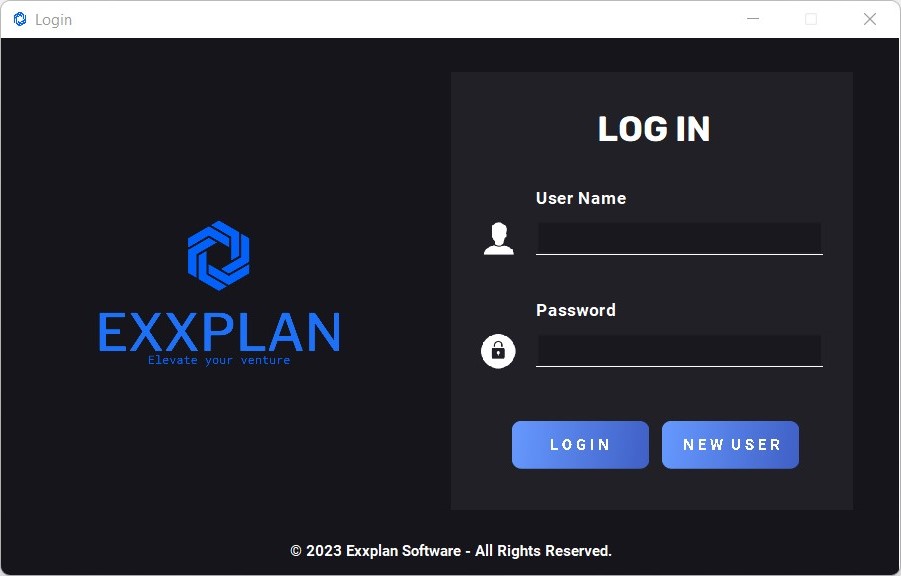 Login
LOG IN
User Name
Password
EXXPLAN
Elevate your venture
LOGIN
NEW USER
© 2023 Exxplan Software - All Rights Reserved.